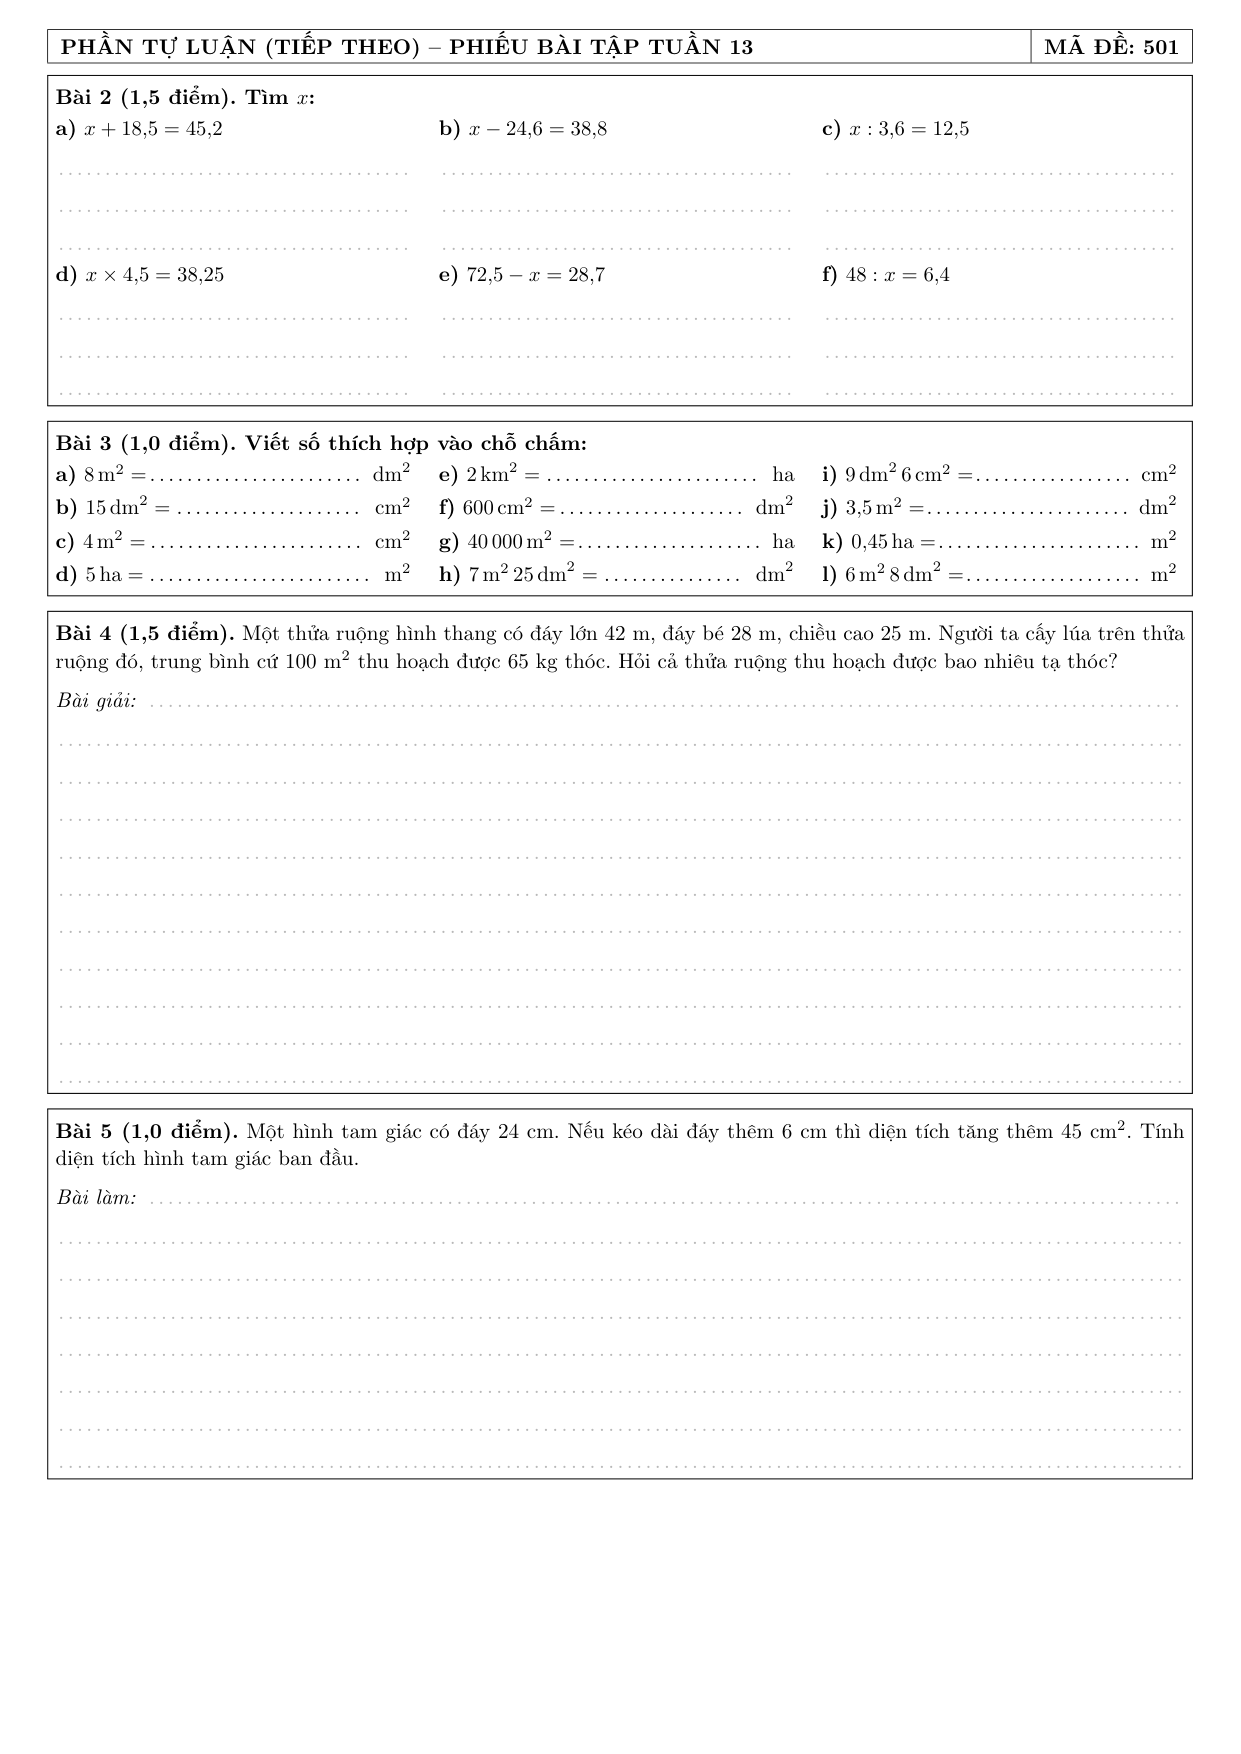 PHẦN TỰ LUẬN (TIẾP THEO) – PHIẾU BÀI TẬP TUẦN 13 MÃ ĐỀ: 501
Bài 2 (1,5 điểm). Tìm x:
a) x + 18,5 = 45,2 b) x − 24,6 = 38,8 c) x : 3,6 = 12,5
d) x × 4,5 = 38,25 e) 72,5 − x = 28,7 f) 48 : x = 6,4
Bài 3 (1,0 điểm). Viết số thích hợp vào chỗ chấm:
a) 8 m² = ....................... dm² e) 2 km² = ....................... ha i) 9 dm² 6 cm² = ................. cm²
b) 15 dm² = .................... cm² f) 600 cm² = .................... dm² j) 3,5 m² = ...................... dm²
c) 4 m² = ....................... cm² g) 40 000 m² = .................... ha k) 0,45 ha = ...................... m²
d) 5 ha = ........................ m² h) 7 m² 25 dm² = ............... dm² l) 6 m² 8 dm² = ................... m²
Bài 4 (1,5 điểm). Một thửa ruộng hình thang có đáy lớn 42 m, đáy bé 28 m, chiều cao 25 m. Người ta cấy lúa trên thửa
ruộng đó, trung bình cứ 100 m² thu hoạch được 65 kg thóc. Hỏi cả thửa ruộng thu hoạch được bao nhiêu tạ thóc?
Bài giải:
Bài 5 (1,0 điểm). Một hình tam giác có đáy 24 cm. Nếu kéo dài đáy thêm 6 cm thì diện tích tăng thêm 45 cm². Tính
diện tích hình tam giác ban đầu.
Bài làm: